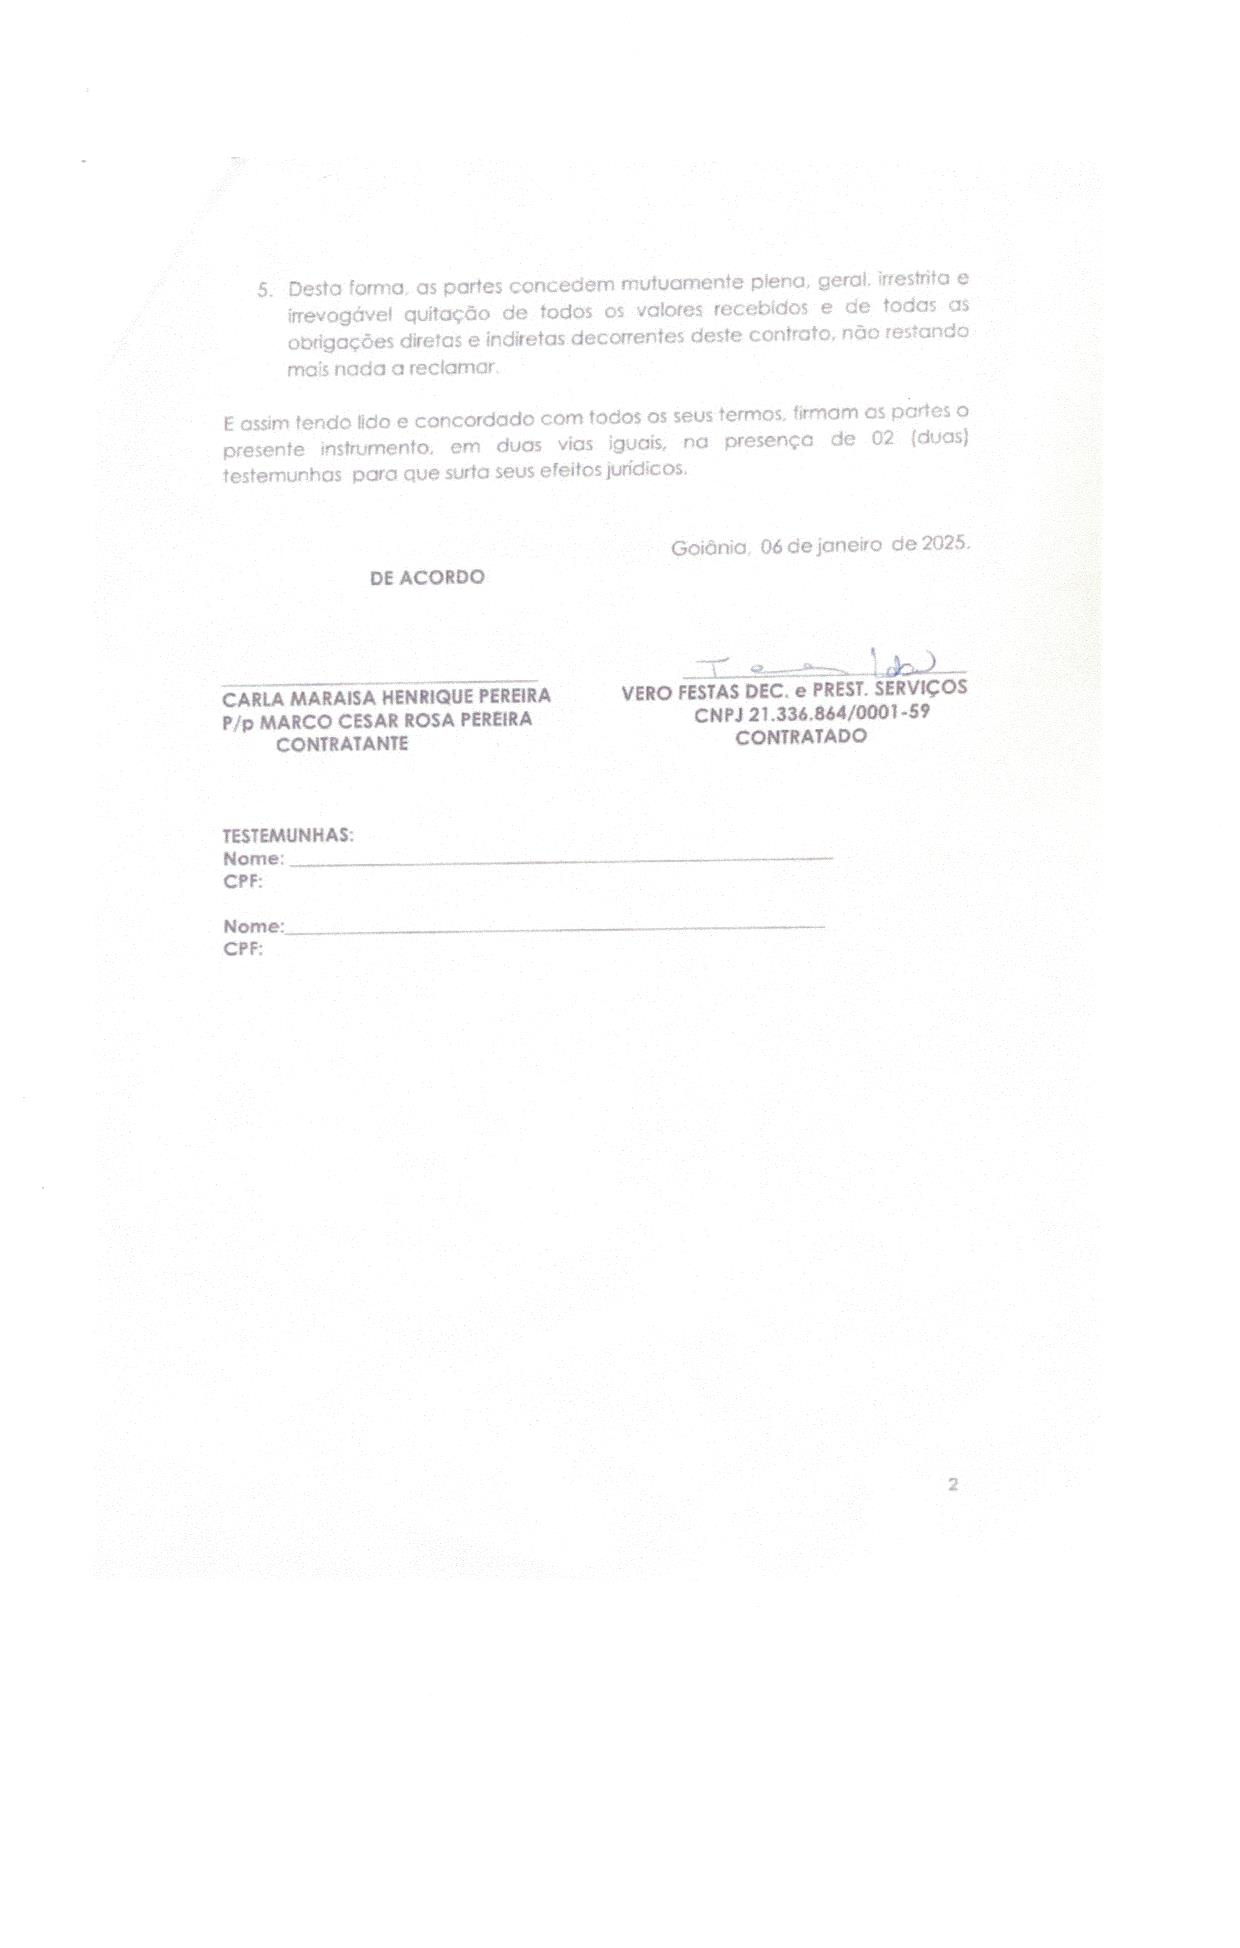 5. Desta forma, as partes concedem mutuamente plena, geral, irrestrita e
irrevogável quitação de todos os valores recebidos e de todas as
obrigações diretas e indiretas decorrentes deste contrato, não restando
mais nada a reclamar.
E assim tendo lido e concordado com todos os seus termos, firmam as partes o
presente instrumento, em duas vias iguais, na presença de 02 (duas)
testemunhas para que surta seus efeitos jurídicos.
Goiânia, 06 de janeiro de 2025.
DE ACORDO
CARLA MARAISA HENRIQUE PEREIRA
P/p MARCO CESAR ROSA PEREIRA
CONTRATANTE
VERO FESTAS DEC. e PREST. SERVIÇOS
CNPJ 21.336.864/0001-59
CONTRATADO
TESTEMUNHAS:
Nome:
CPF:
Nome:
CPF:
2